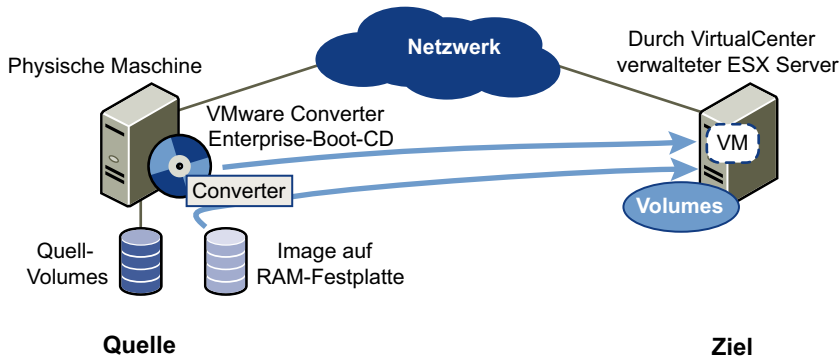 Netzwerk
Physische Maschine
Durch VirtualCenter
verwalteter ESX Server
VMware Converter
Enterprise-Boot-CD
VM
Converter
Volumes
Quell-
Volumes
Image auf
RAM-Festplatte
Quelle
Ziel